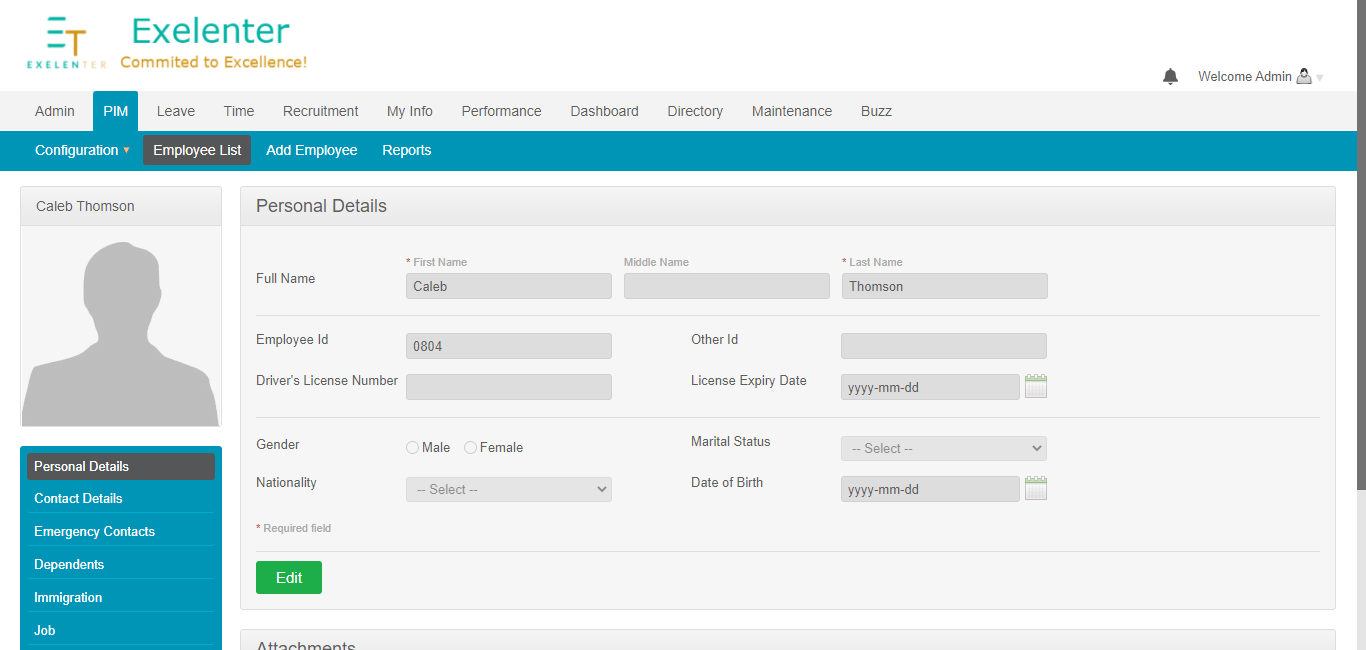 ET
EXELENTER
Exelenter
Commited to Excellence!
Welcome Admin
Admin PIM Leave Time Recruitment My Info Performance Dashboard Directory Maintenance Buzz
Configuration Employee List Add Employee Reports
Caleb Thomson
Personal Details
Contact Details
Emergency Contacts
Dependents
Immigration
Job
Personal Details
* First Name Middle Name * Last Name
Full Name Caleb Thomson
Employee Id 0804 Other Id
Driver's License Number License Expiry Date yyyy-mm-dd
Gender Male Female Marital Status -- Select --
Nationality -- Select -- Date of Birth yyyy-mm-dd
* Required field
Edit
Attachments